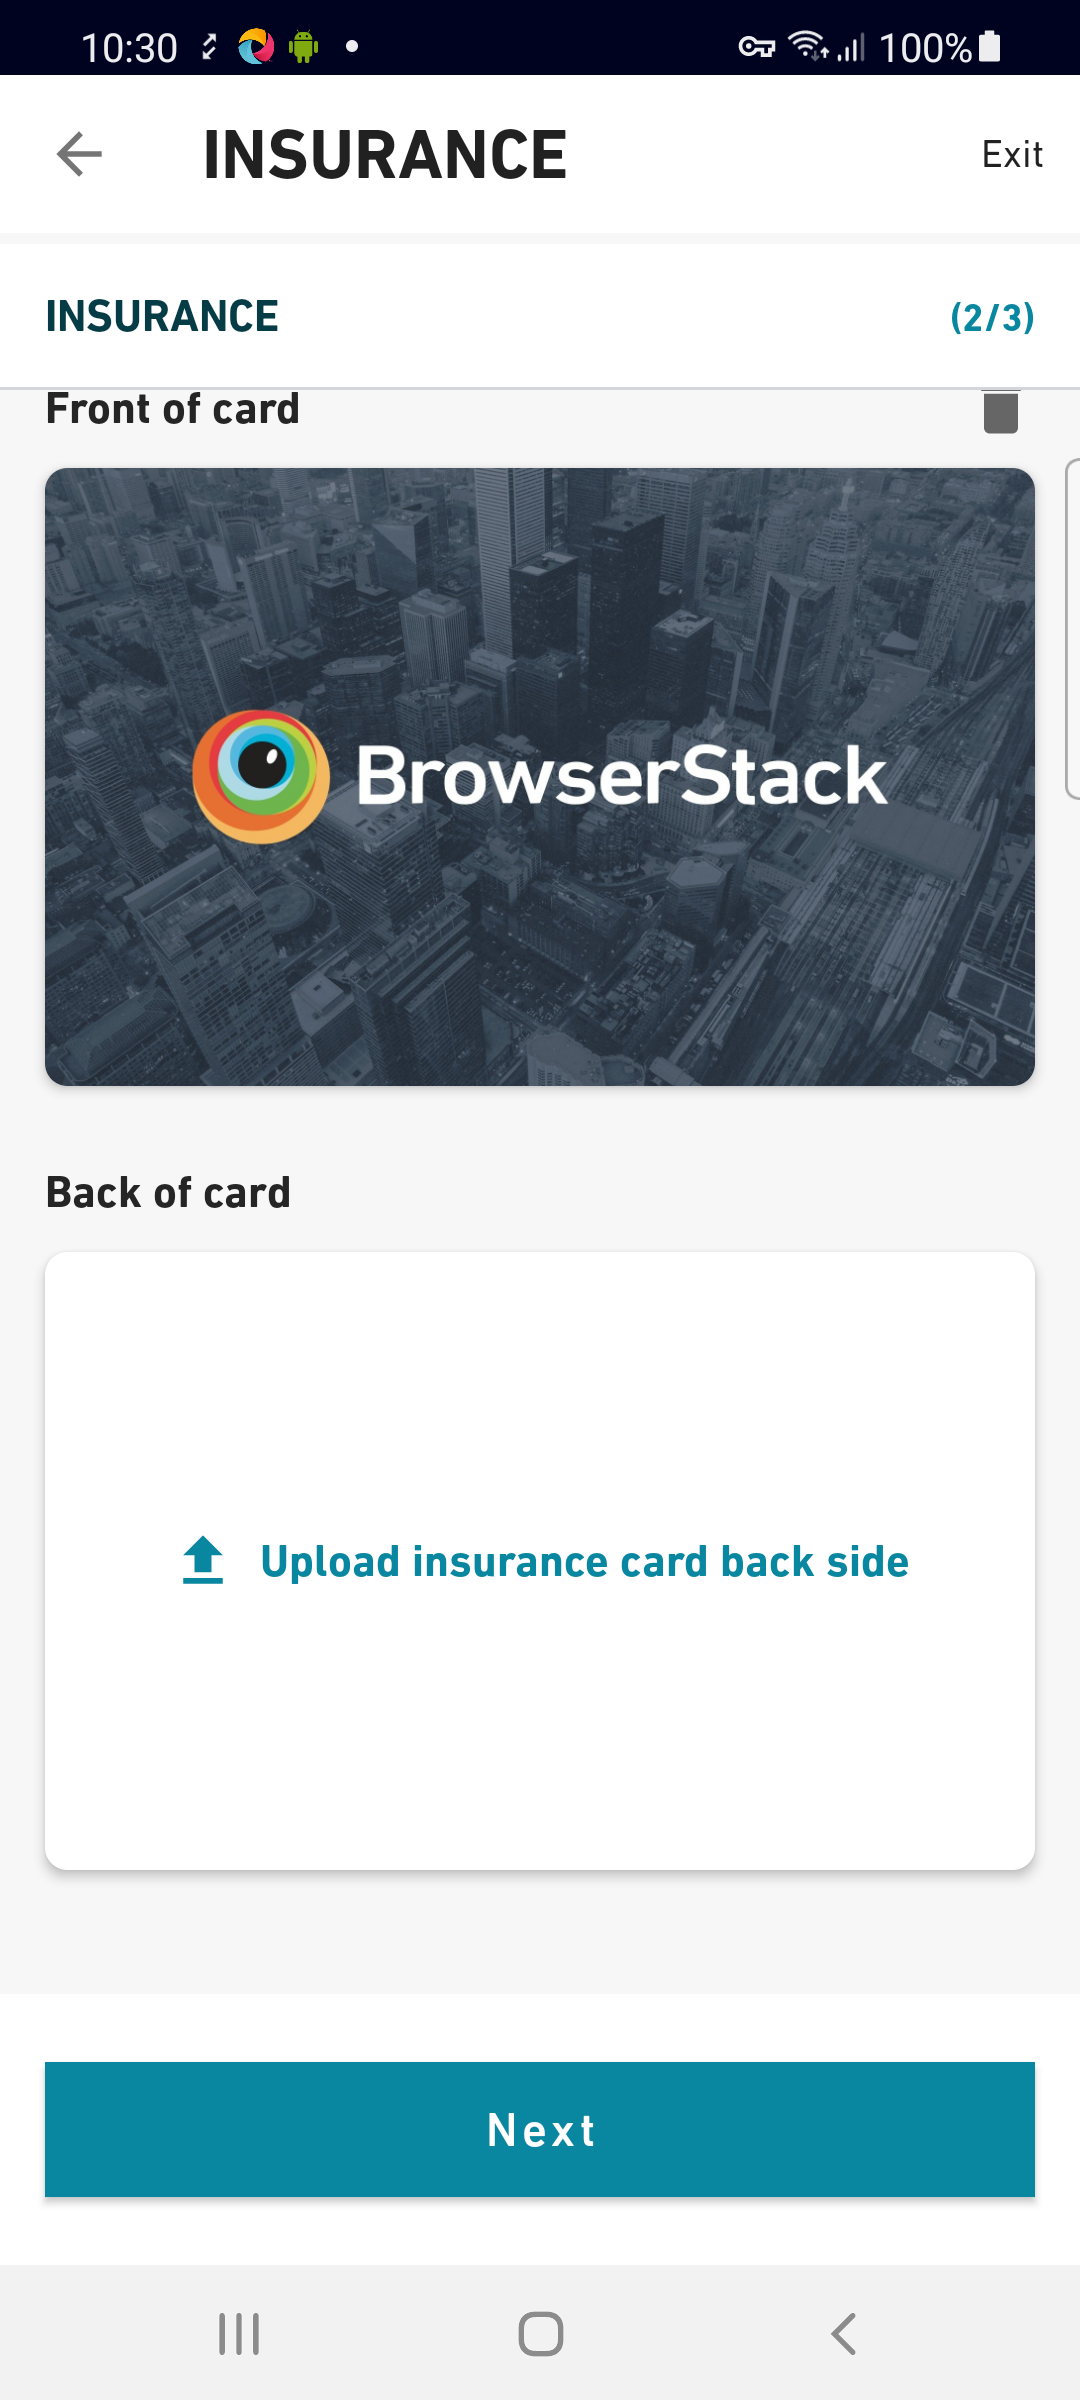 10:30
100%
INSURANCE
Exit
INSURANCE
(2/3)
Front of card
BrowserStack
Back of card
Upload insurance card back side
Next